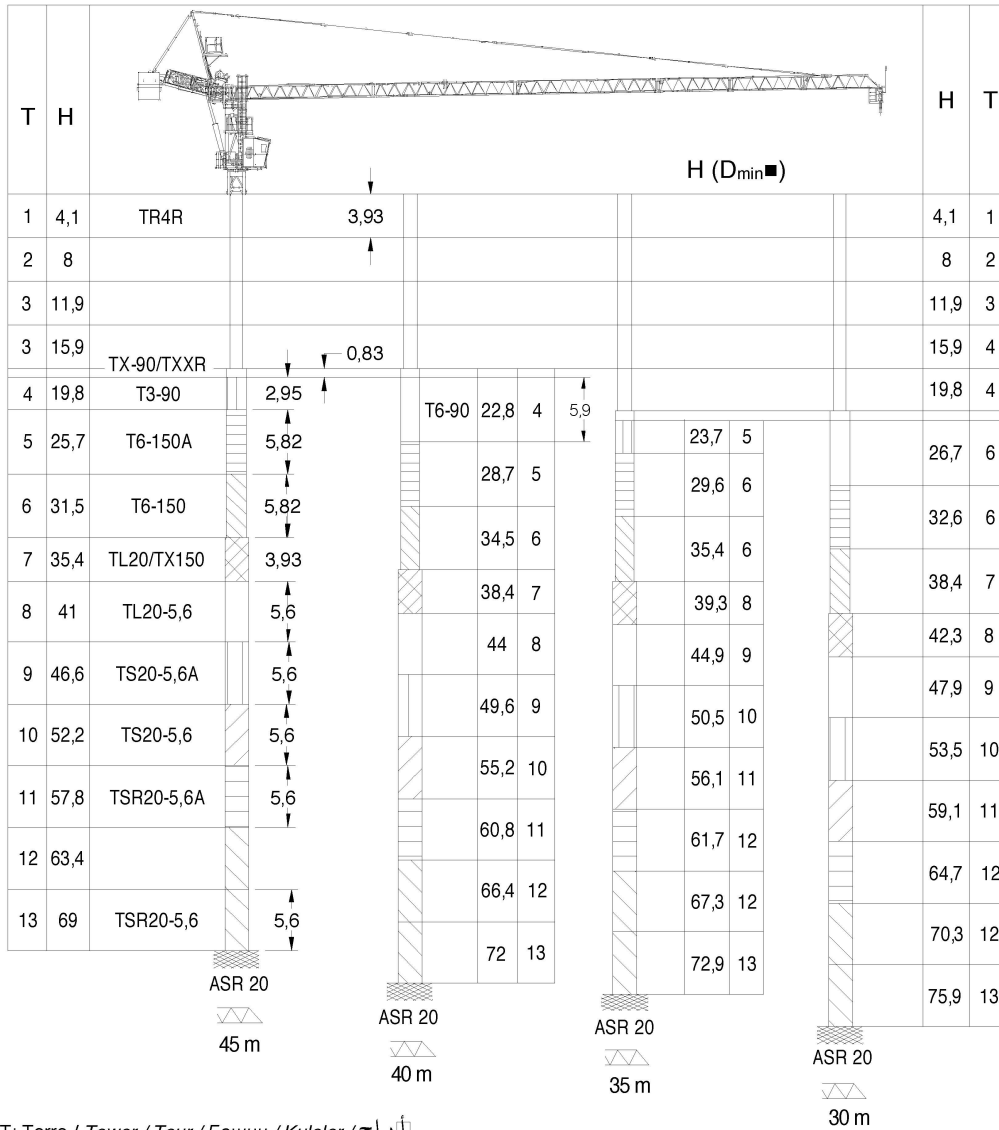 T H H T
H (Dmin■)
1 4,1 TR4R 3,93 4,1 1
2 8 8 2
3 11,9 11,9 3
3 15,9 15,9 4
TX-90/TXXR 0,83
4 19,8 T3-90 2,95 19,8 4
T6-90 22,8 4 5,9
5 25,7 T6-150A 5,82
23,7 5
26,7 6
28,7 5
29,6 6
6 31,5 T6-150 5,82
32,6 6
34,5 6
35,4 6
7 35,4 TL20/TX150 3,93
38,4 7
38,4 7
39,3 8
8 41 TL20-5,6 5,6
42,3 8
44 8
44,9 9
9 46,6 TS20-5,6A 5,6
47,9 9
49,6 9
50,5 10
10 52,2 TS20-5,6 5,6
53,5 10
55,2 10
56,1 11
11 57,8 TSR20-5,6A 5,6
59,1 11
60,8 11
61,7 12
12 63,4
64,7 12
66,4 12
67,3 12
13 69 TSR20-5,6 5,6
70,3 12
72 13
72,9 13
75,9 13
ASR 20
45 m
ASR 20
40 m
ASR 20
35 m
ASR 20
30 m